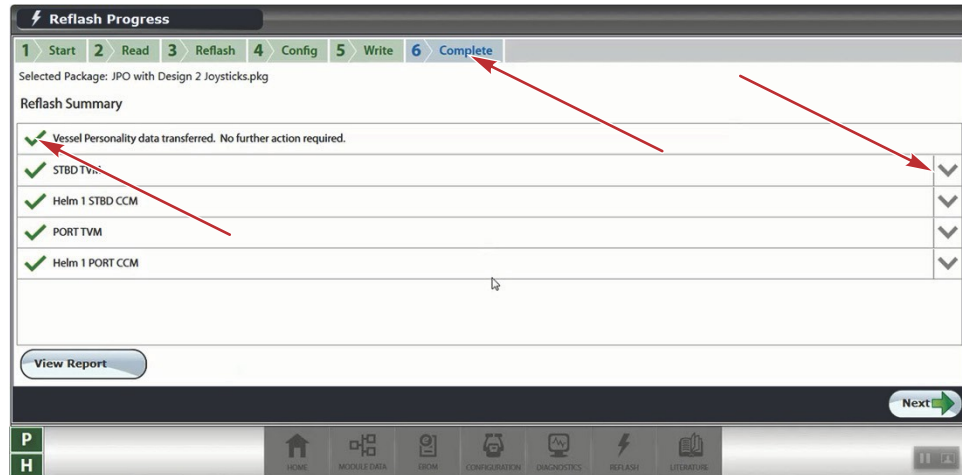 Reflash Progress
1 Start 2 Read 3 Reflash 4 Config 5 Write 6 Complete
Selected Package: JPO with Design 2 Joysticks.pkg
Reflash Summary
Vessel Personality data transferred. No further action required.
STBD TVM
Helm 1 STBD CCM
PORT TVM
Helm 1 PORT CCM
View Report
Next
P
H
HOME MODULE DATA FROM CONFIGURATION DIAGNOSTICS REFLASH LITERATURE